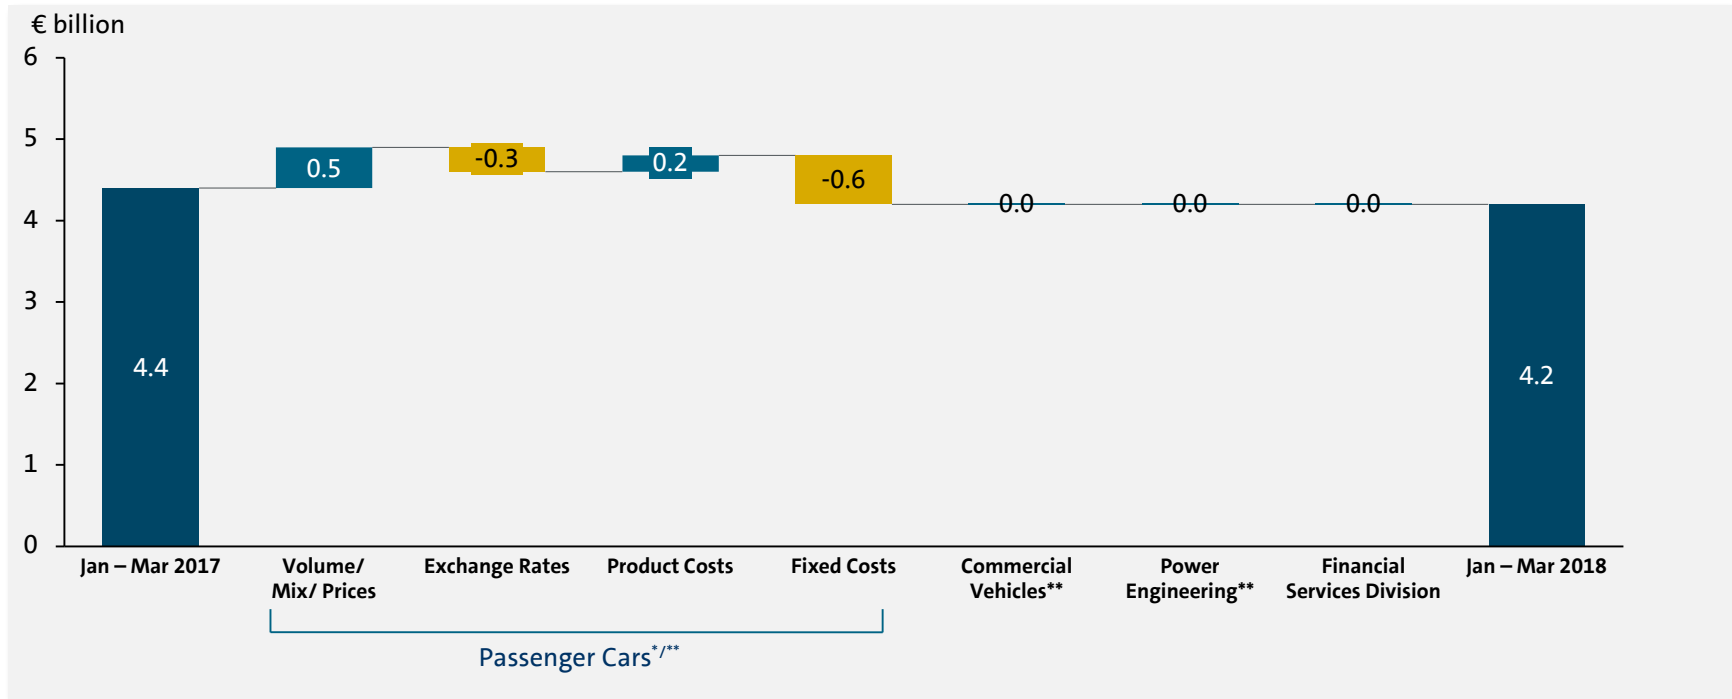 € billion
6
5
4
3
2
1
0
4.4
0.5
-0.3
0.2
-0.6
0.0
0.0
0.0
4.2
Jan – Mar 2017
Volume/
Mix/ Prices
Exchange Rates
Product Costs
Fixed Costs
Commercial
Vehicles**
Power
Engineering**
Financial
Services Division
Jan – Mar 2018
Passenger Cars*/**